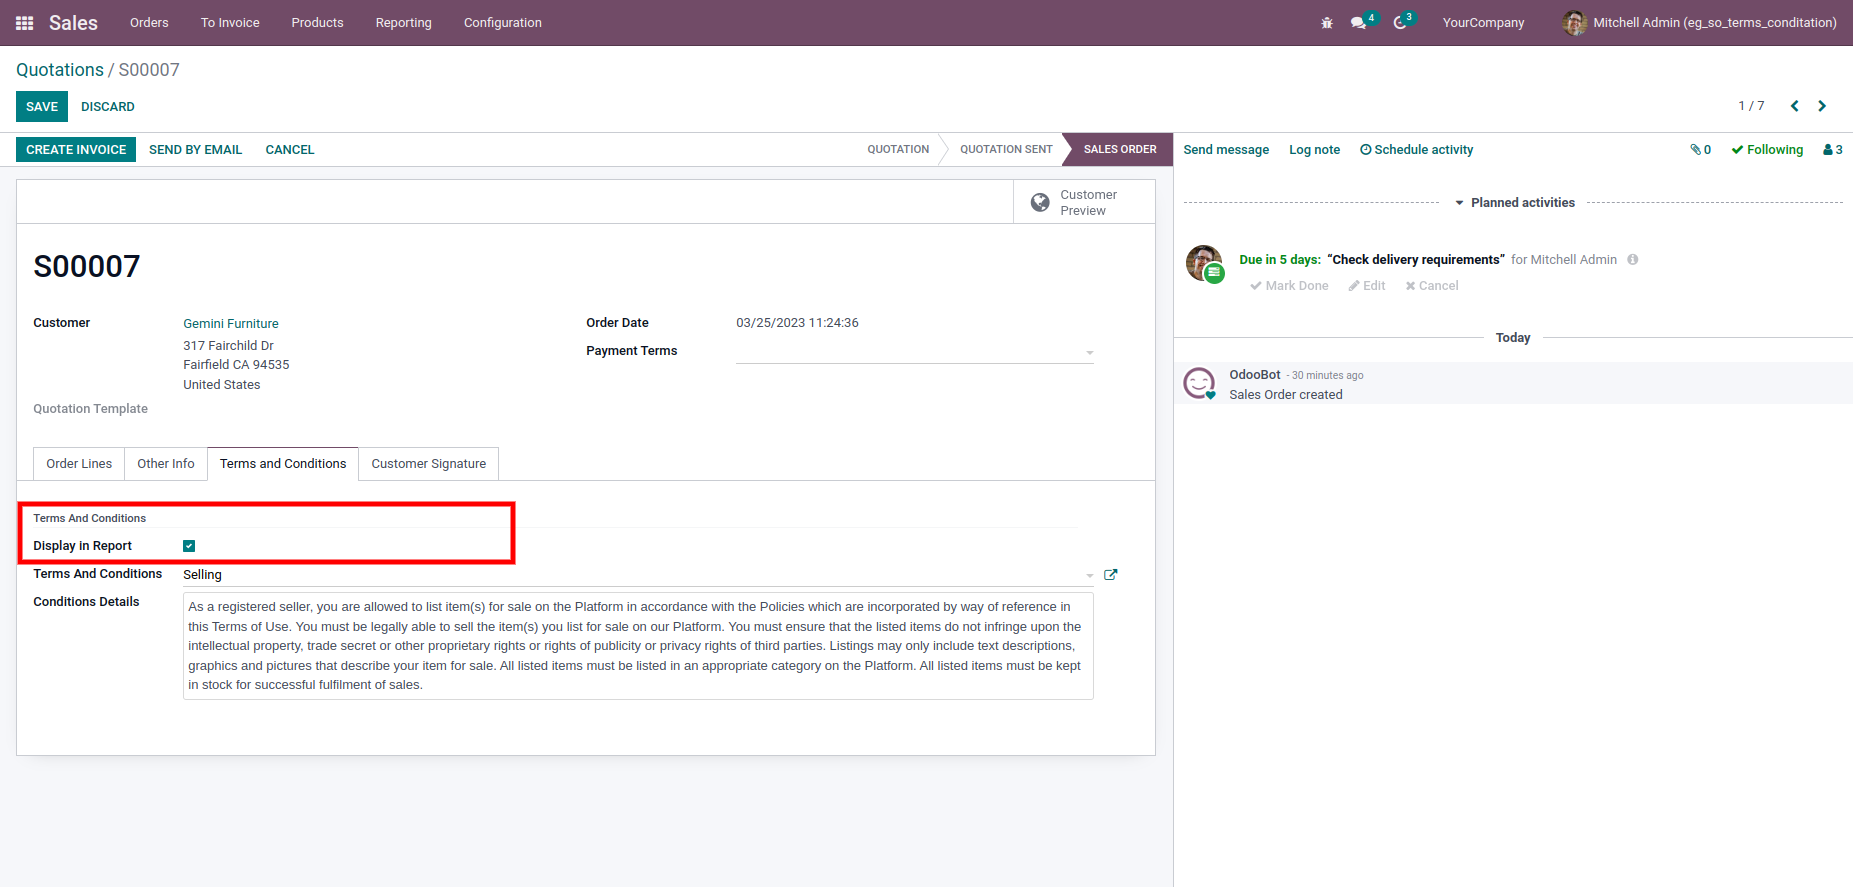 Sales Orders To Invoice Products Reporting Configuration 4 3 YourCompany Mitchell Admin (eg_so_terms_conditation)
Quotations / S00007
SAVE DISCARD 1 / 7
CREATE INVOICE SEND BY EMAIL CANCEL QUOTATION QUOTATION SENT SALES ORDER
Send message Log note Schedule activity 0 Following 3
Customer
Preview
S00007
Customer Gemini Furniture
317 Fairchild Dr
Fairfield CA 94535
United States
Order Date 03/25/2023 11:24:36
Payment Terms
Quotation Template
Order Lines Other Info Terms and Conditions Customer Signature
Terms And Conditions
Display in Report
Terms And Conditions Selling
Conditions Details
As a registered seller, you are allowed to list item(s) for sale on the Platform in accordance with the Policies which are incorporated by way of reference in
this Terms of Use. You must be legally able to sell the item(s) you list for sale on our Platform. You must ensure that the listed items do not infringe upon the
intellectual property, trade secret or other proprietary rights or rights of publicity or privacy rights of third parties. Listings may only include text descriptions,
graphics and pictures that describe your item for sale. All listed items must be listed in an appropriate category on the Platform. All listed items must be kept
in stock for successful fulfilment of sales.
Planned activities
Due in 5 days: “Check delivery requirements” for Mitchell Admin
Mark Done Edit Cancel
Today
OdooBot - 30 minutes ago
Sales Order created